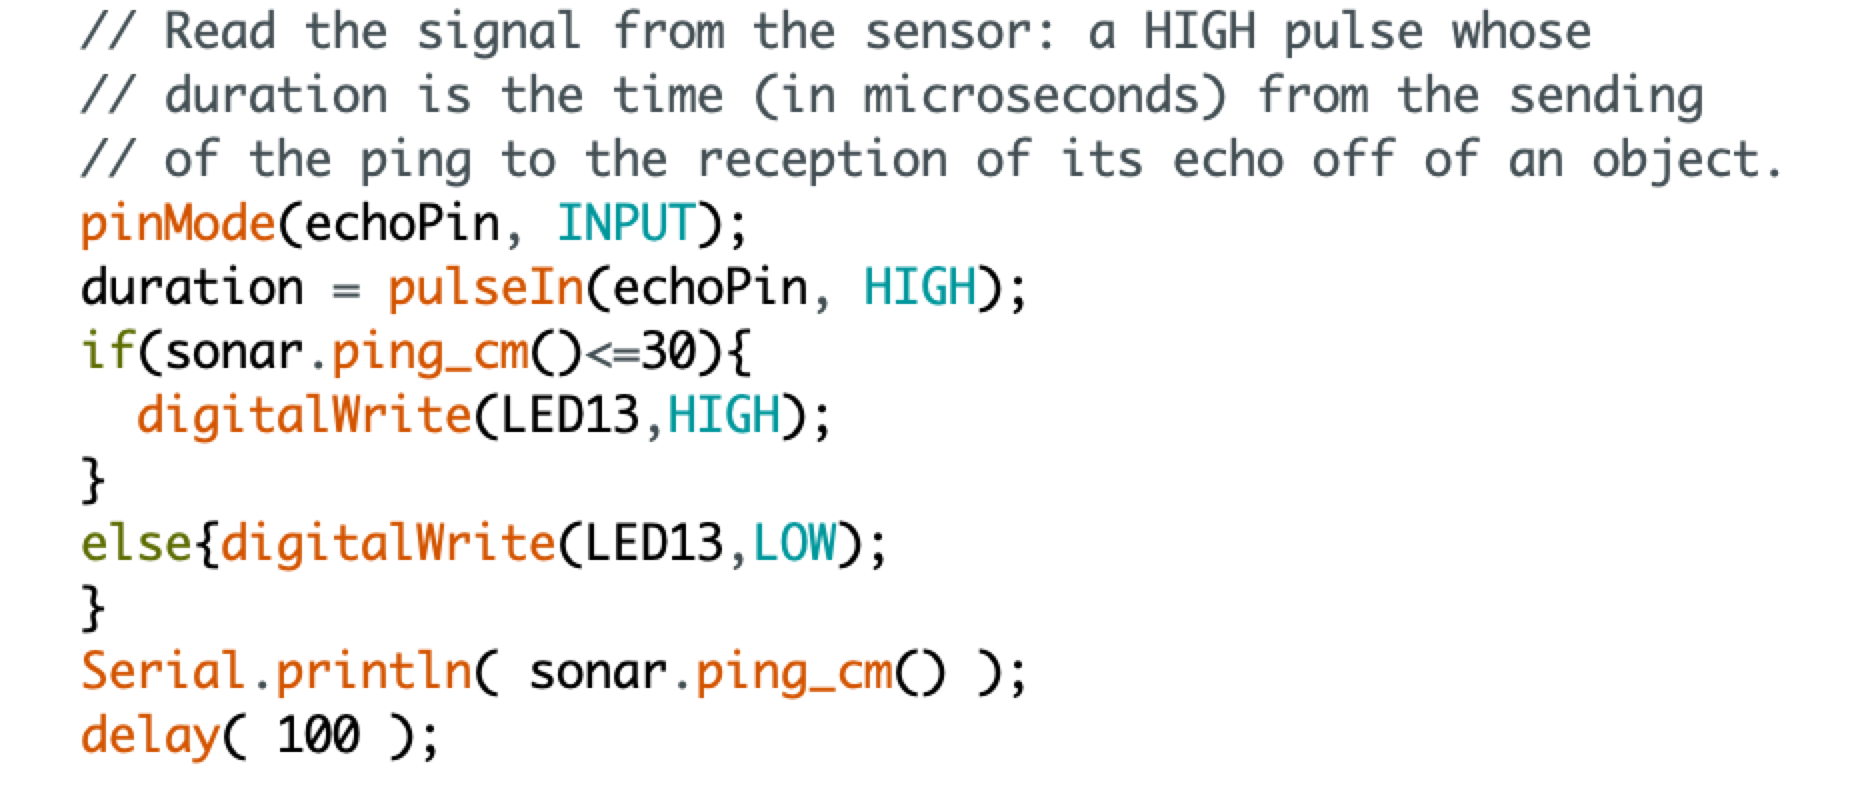 // Read the signal from the sensor: a HIGH pulse whose
// duration is the time (in microseconds) from the sending
// of the ping to the reception of its echo off of an object.
pinMode(echoPin, INPUT);
duration = pulseIn(echoPin, HIGH);
if(sonar.ping_cm()<=30){
  digitalWrite(LED13,HIGH);
}
else{digitalWrite(LED13,LOW);
}
Serial.println( sonar.ping_cm() );
delay( 100 );